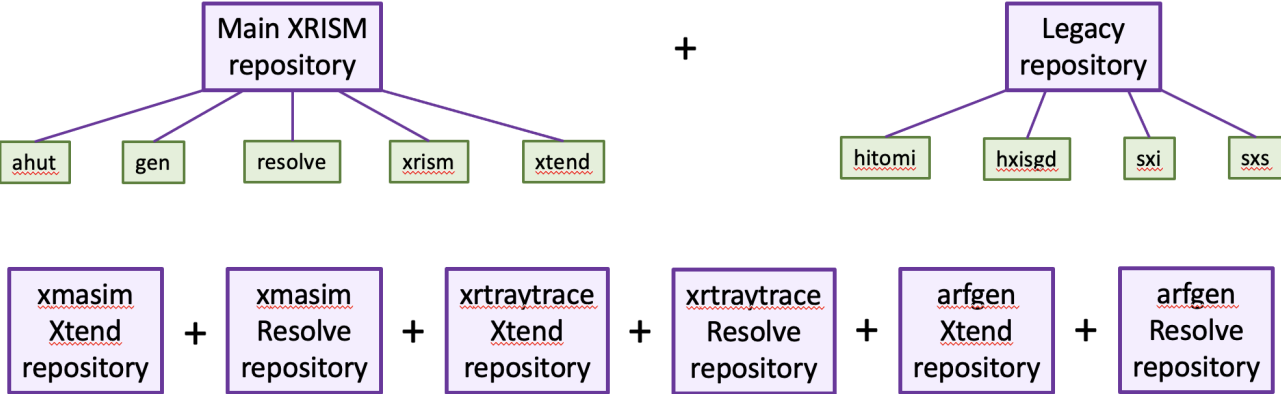 Main XRISM
repository
+
Legacy
repository
ahut
gen
resolve
xrism
xtend
hitomi
hxisgd
sxi
sxs
xmasim
Xtend
repository
+
xmasim
Resolve
repository
+
xrtraytrace
Xtend
repository
+
xrtraytrace
Resolve
repository
+
arfgen
Xtend
repository
+
arfgen
Resolve
repository